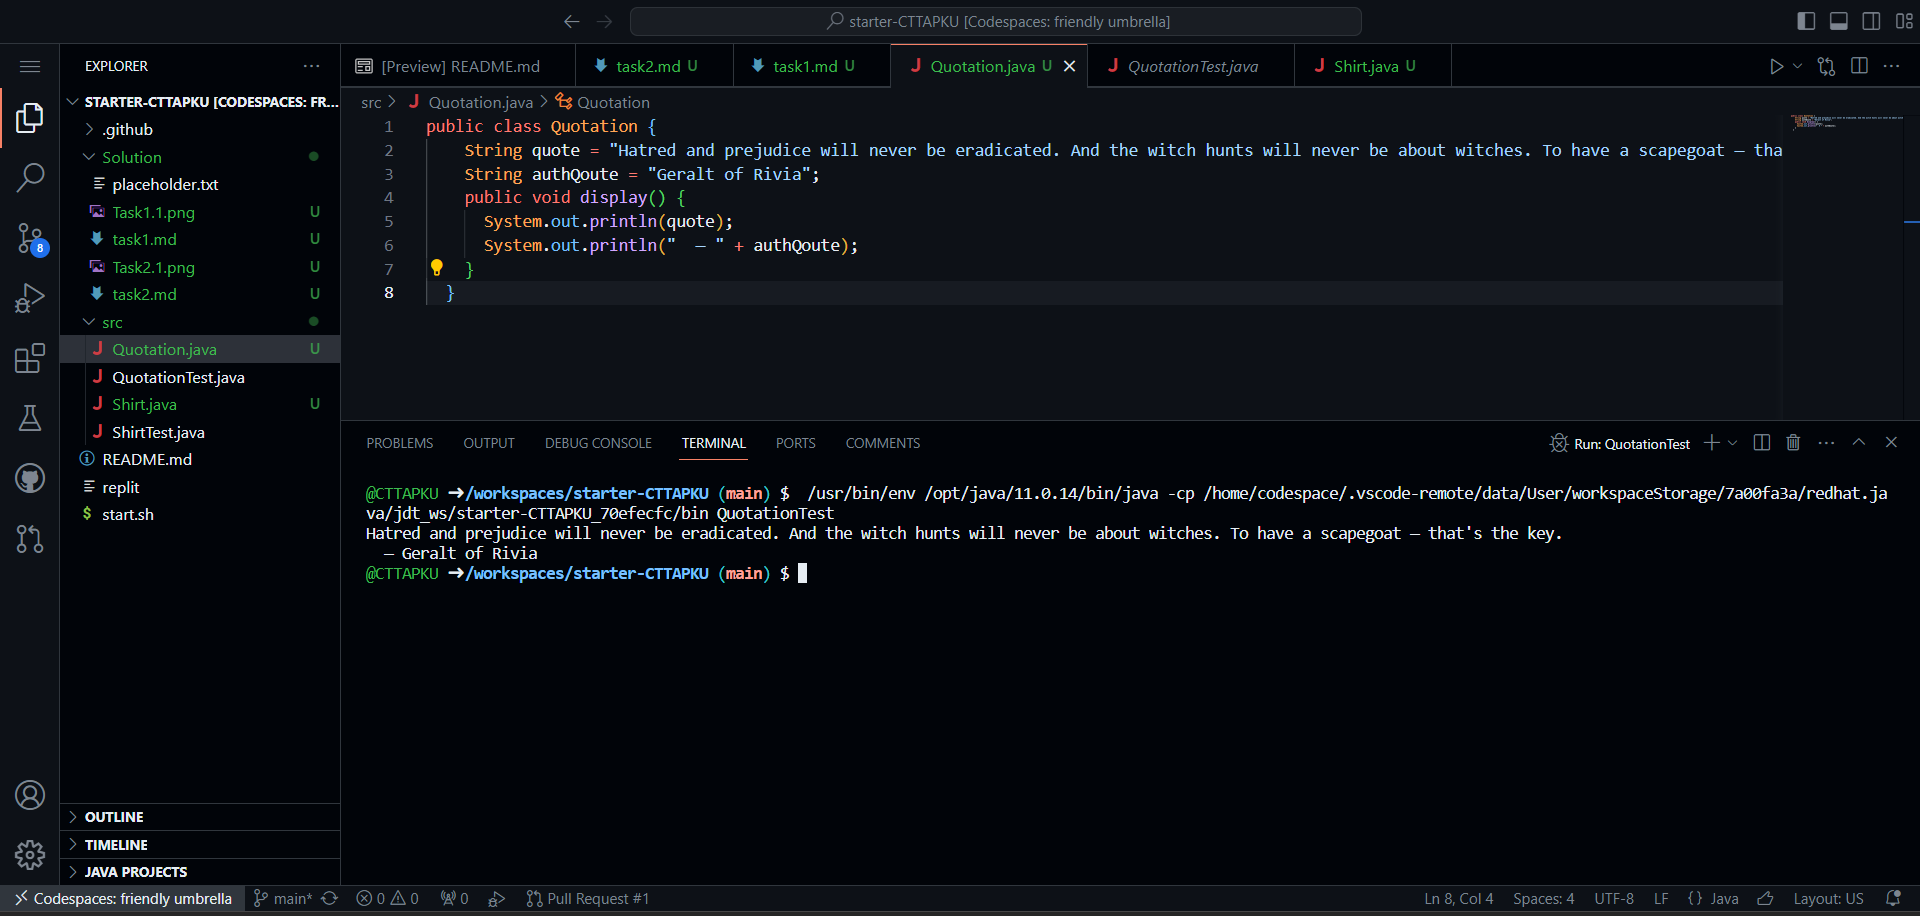 starter-CTTAPKU [Codespaces: friendly umbrella]
EXPLORER
[Preview] README.md
task2.md U
task1.md U
Quotation.java U
QuotationTest.java
Shirt.java U
STARTER-CTTAPKU [CODESPACES: FR...
.github
Solution
placeholder.txt
Task1.1.png U
task1.md U
Task2.1.png U
task2.md U
src
Quotation.java U
QuotationTest.java
Shirt.java U
ShirtTest.java
README.md
replit
$ start.sh
OUTLINE
TIMELINE
JAVA PROJECTS
8
src > Quotation.java > Quotation
1 public class Quotation {
2 String quote = "Hatred and prejudice will never be eradicated. And the witch hunts will never be about witches. To have a scapegoat – tha
3 String authQoute = "Geralt of Rivia";
4 public void display() {
5 System.out.println(quote);
6 System.out.println("  – " + authQoute);
7 }
8 }
PROBLEMS OUTPUT DEBUG CONSOLE TERMINAL PORTS COMMENTS
Run: QuotationTest
@CTTAPKU ➜/workspaces/starter-CTTAPKU (main) $  /usr/bin/env /opt/java/11.0.14/bin/java -cp /home/codespace/.vscode-remote/data/User/workspaceStorage/7a00fa3a/redhat.ja
va/jdt_ws/starter-CTTAPKU_70efecfc/bin QuotationTest
Hatred and prejudice will never be eradicated. And the witch hunts will never be about witches. To have a scapegoat – that's the key.
  – Geralt of Rivia
@CTTAPKU ➜/workspaces/starter-CTTAPKU (main) $
Codespaces: friendly umbrella main* 0 0 0 Pull Request #1 Ln 8, Col 4 Spaces: 4 UTF-8 LF {} Java Layout: US